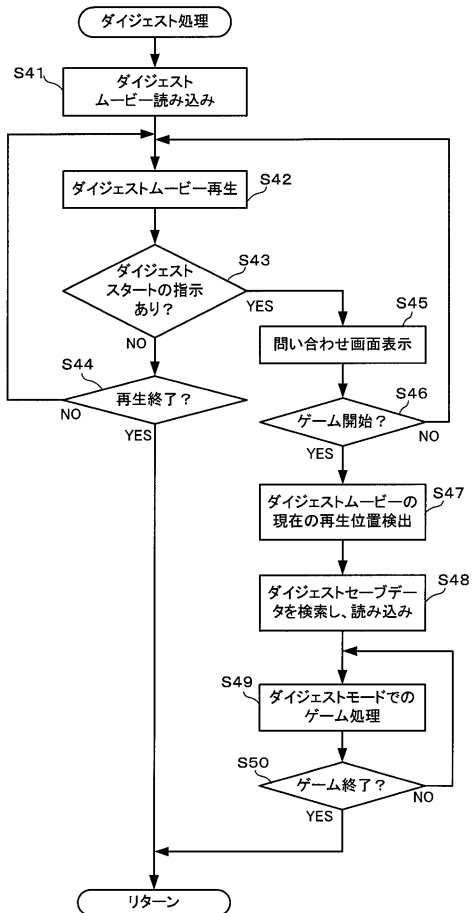 ダイジェスト処理
S41
ダイジェスト
ムービー読み込み
S42
ダイジェストムービー再生
S43
ダイジェスト
スタートの指示
あり？
YES
NO
S44
再生終了？
NO
YES
S45
問い合わせ画面表示
S46
ゲーム開始？
NO
YES
S47
ダイジェストムービーの
現在の再生位置検出
S48
ダイジェストセーブデー
タを検索し、読み込み
S49
ダイジェストモードでの
ゲーム処理
S50
ゲーム終了？
NO
YES
リターン